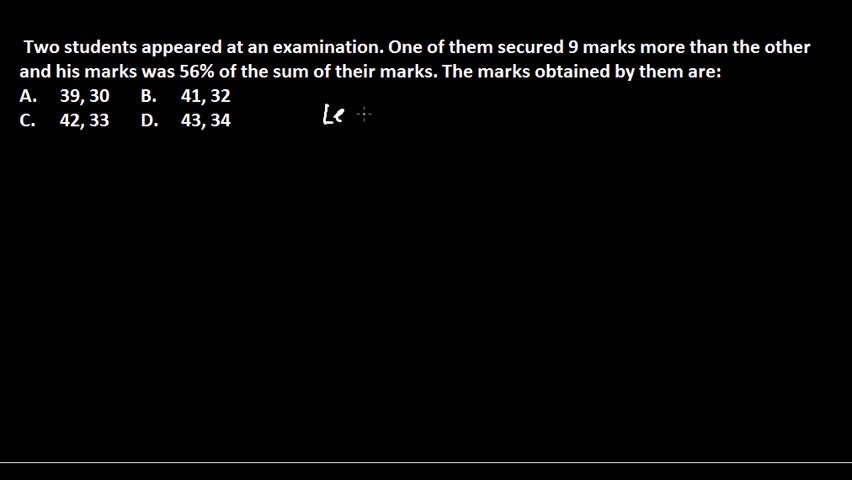 Two students appeared at an examination. One of them secured 9 marks more than the other
and his marks was 56% of the sum of their marks. The marks obtained by them are:
A. 39, 30 B. 41, 32
C. 42, 33 D. 43, 34
Le